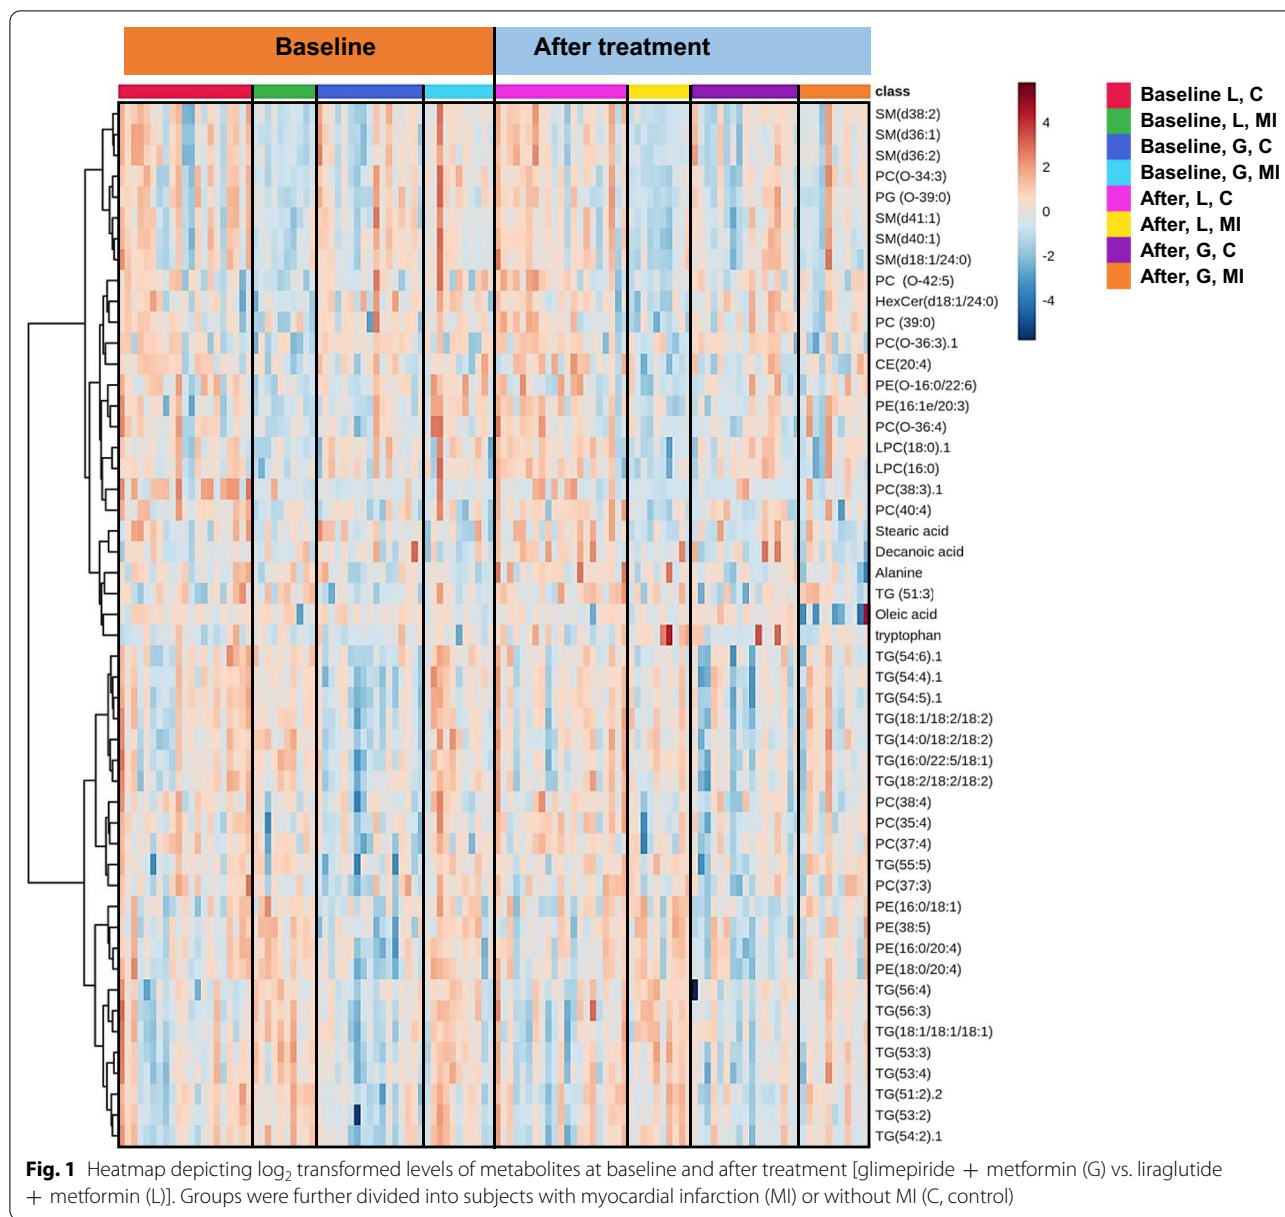 Baseline
After treatment
class
SM(d38:2)
SM(d36:1)
SM(d36:2)
PC(O-34:3)
PG (O-39:0)
SM(d41:1)
SM(d40:1)
SM(d18:1/24:0)
PC (O-42:5)
HexCer(d18:1/24:0)
PC (39:0)
PC(O-36:3).1
CE(20:4)
PE(O-16:0/22:6)
PE(16:1e/20:3)
PC(O-36:4)
LPC(18:0).1
LPC(16:0)
PC(38:3).1
PC(40:4)
Stearic acid
Decanoic acid
Alanine
TG (51:3)
Oleic acid
tryptophan
TG(54:6).1
TG(54:4).1
TG(54:5).1
TG(18:1/18:2/18:2)
TG(14:0/18:2/18:2)
TG(16:0/22:5/18:1)
TG(18:2/18:2/18:2)
PC(38:4)
PC(35:4)
PC(37:4)
TG(55:5)
PC(37:3)
PE(16:0/18:1)
PE(38:5)
PE(16:0/20:4)
PE(18:0/20:4)
TG(56:4)
TG(56:3)
TG(18:1/18:1/18:1)
TG(53:3)
TG(53:4)
TG(51:2).2
TG(53:2)
TG(54:2).1
4
2
0
-2
-4
Baseline L, C
Baseline, L, MI
Baseline, G, C
Baseline, G, MI
After, L, C
After, L, MI
After, G, C
After, G, MI
Fig. 1 Heatmap depicting log₂ transformed levels of metabolites at baseline and after treatment [glimepiride + metformin (G) vs. liraglutide
+ metformin (L)]. Groups were further divided into subjects with myocardial infarction (MI) or without MI (C, control)